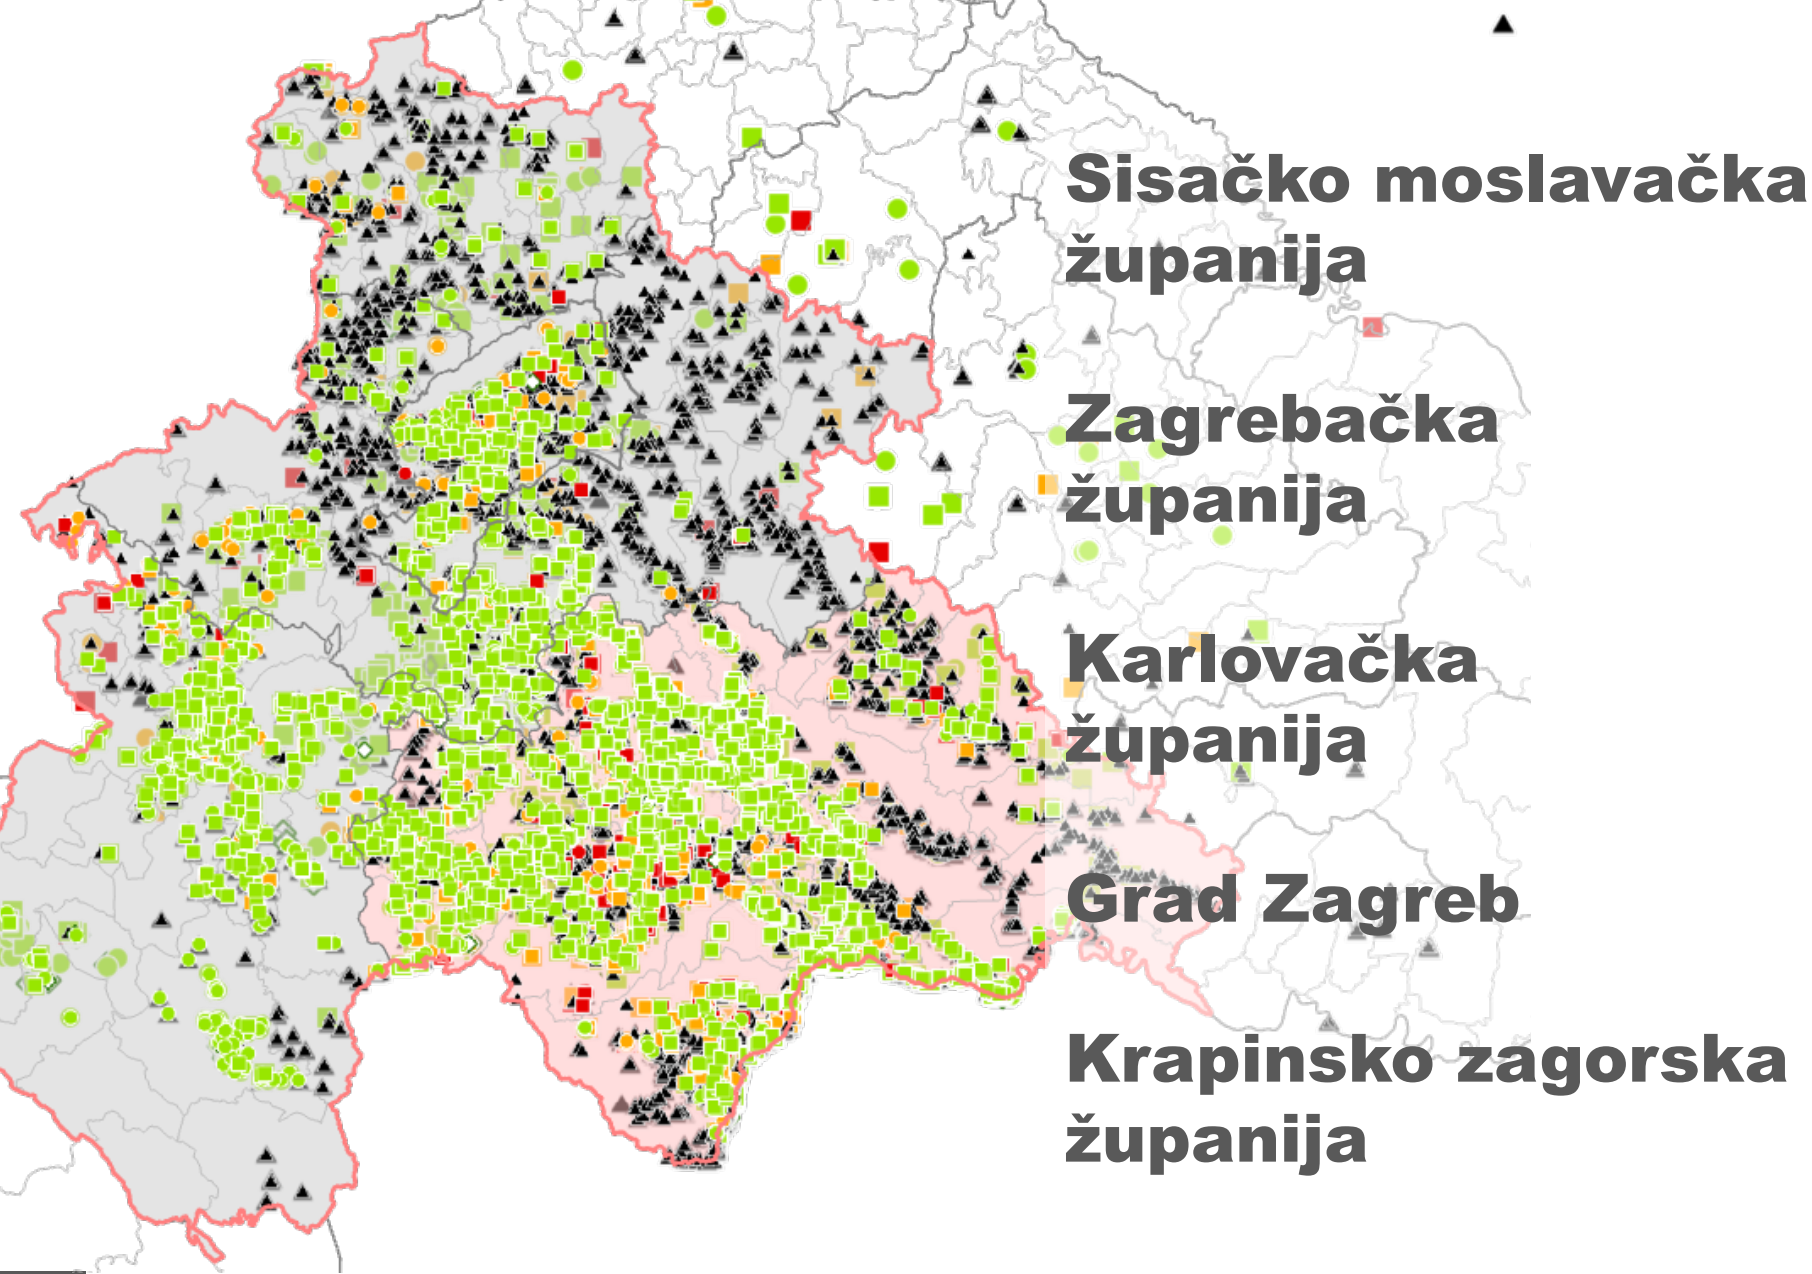 Sisačko moslavačka
županija
Zagrebačka
županija
Karlovačka
županija
Grad Zagreb
Krapinsko zagorska
županija